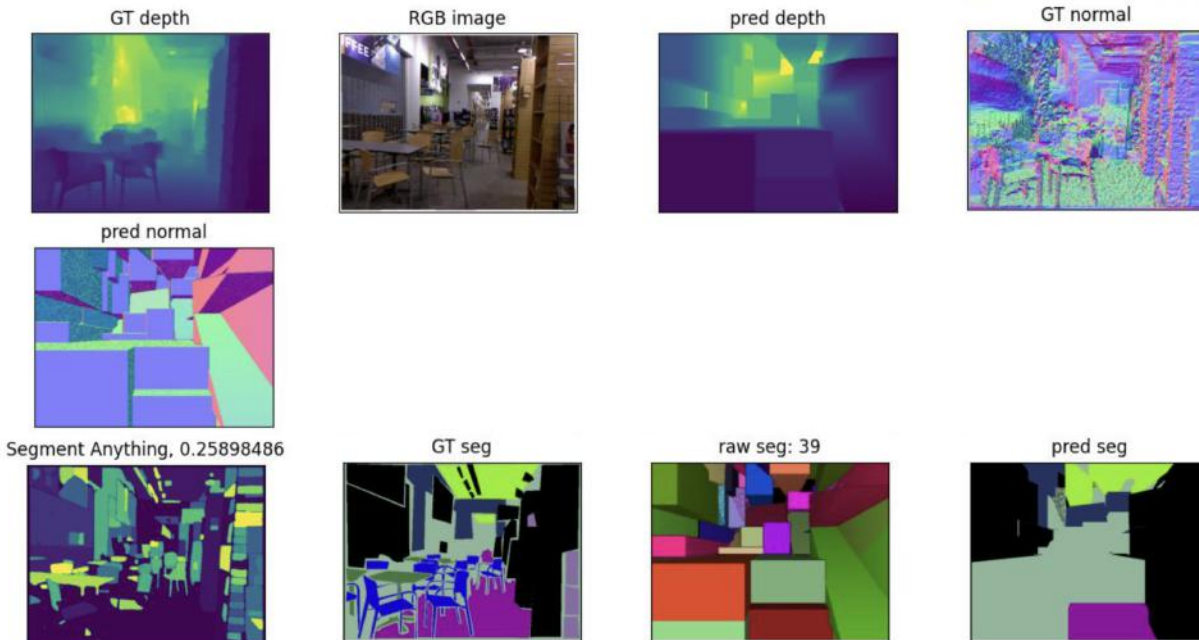 GT depth
RGB image
pred depth
GT normal
FFEE
pred normal
Segment Anything, 0.25898486
GT seg
raw seg: 39
pred seg